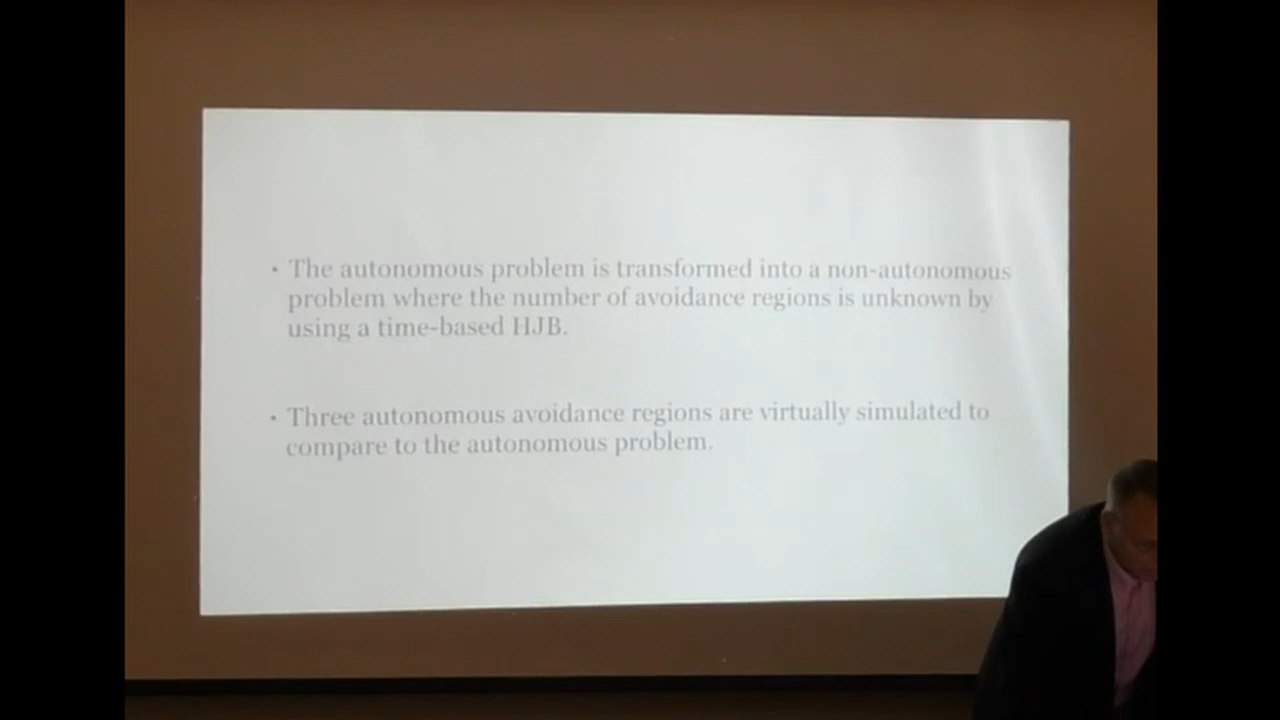 • The autonomous problem is transformed into a non-autonomous
problem where the number of avoidance regions is unknown by
using a time-based HJB.
• Three autonomous avoidance regions are virtually simulated to
compare to the autonomous problem.